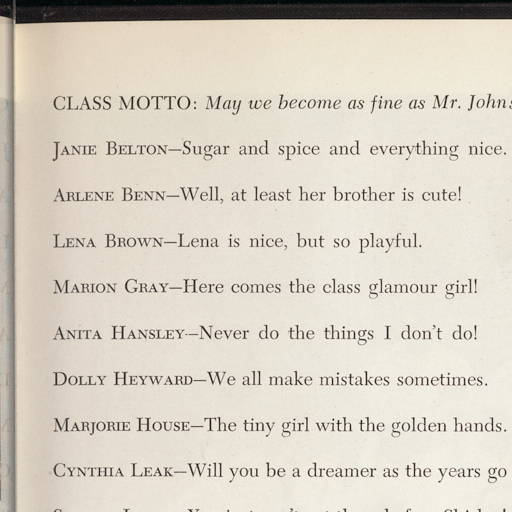 CLASS MOTTO: May we become as fine as Mr.
JANIE BELTON—Sugar and spice and everything nice.
ARLENE BENN—Well, at least her brother is cute!
LENA BROWN—Lena is nice, but so playful.
MARION GRAY—Here comes the class glamour girl!
ANITA HANSLEY—Never do the things I don't do!
DOLLY HEYWARD—We all make mistakes sometimes.
MARJORIE HOUSE—The tiny girl with the golden hands.
CYNTHIA LEAK—Will you be a dreamer as the years go